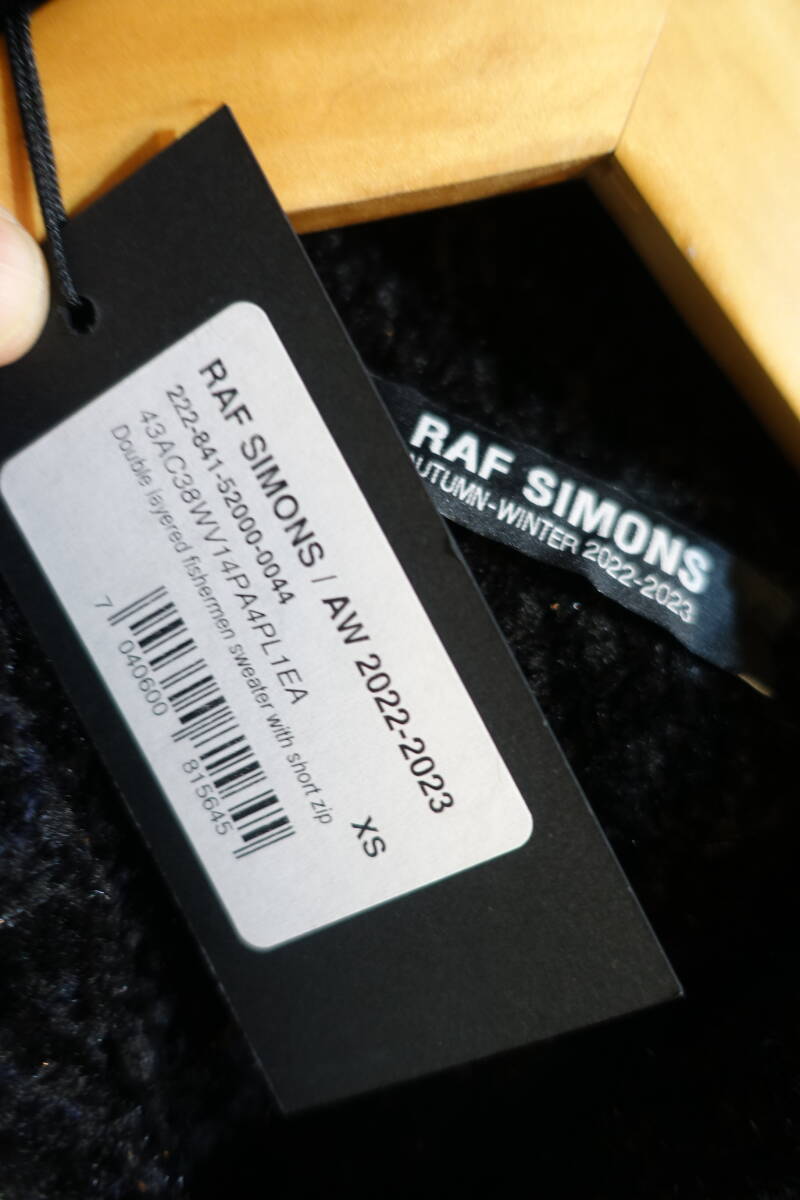 RAF SIMONS / AW 2022-2023
222-841-52000-0044
43AC38WV14PA4PL1EA
Double layered fishermen sweater with short zip
XS
7 040600 815645
RAF SIMONS
AUTUMN-WINTER 2022-2023